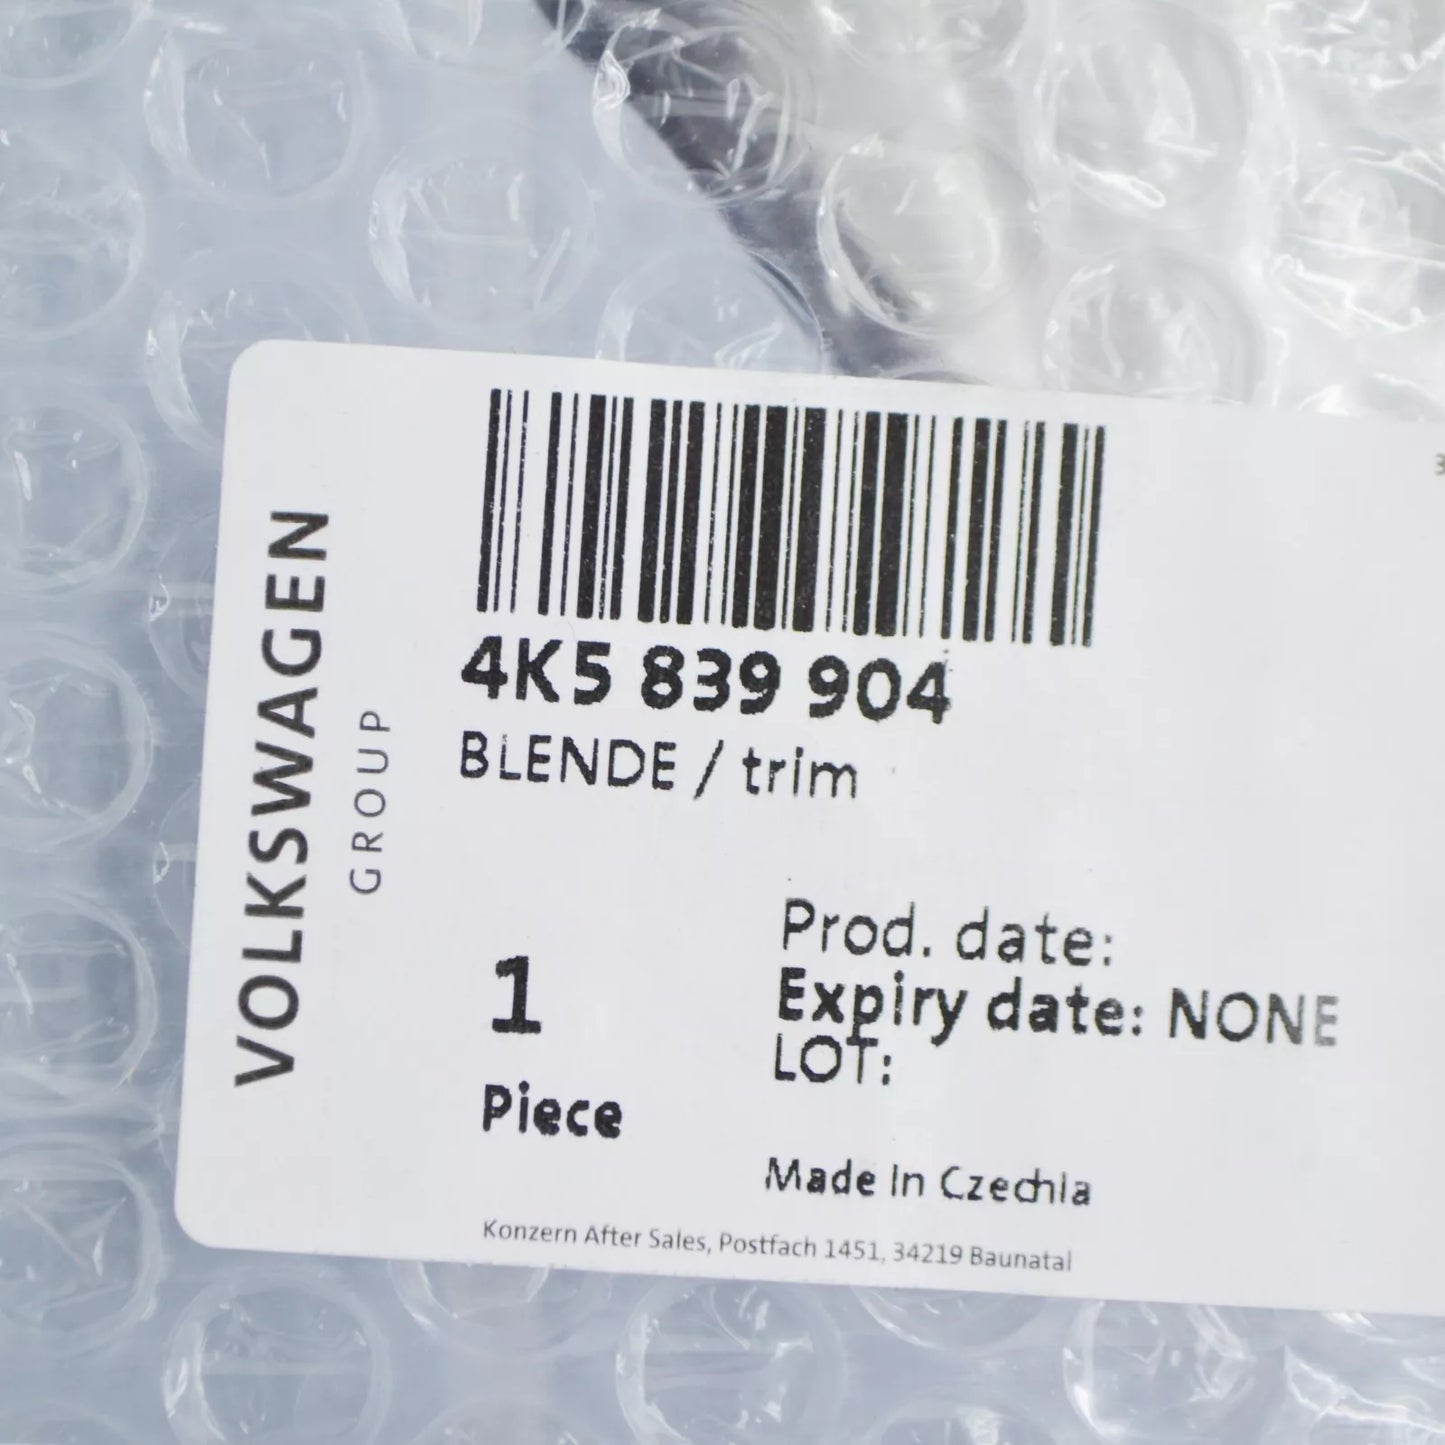 VOLKSWAGEN
GROUP
4K5 839 904
BLENDE / trim
1
Piece
Prod. date:
Expiry date: NONE
LOT:
Made In Czechia
Konzern After Sales, Postfach 1451, 34219 Baunatal